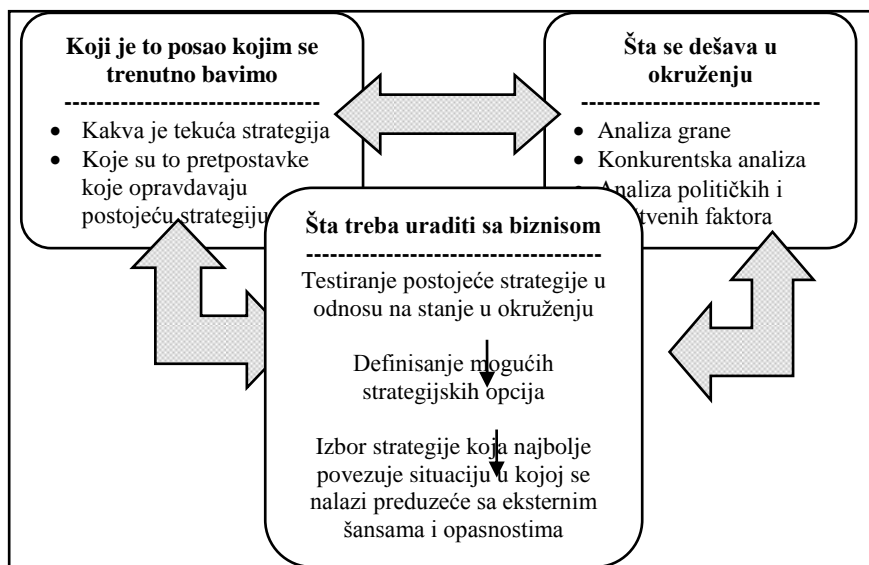 Koji je to posao kojim se
trenutno bavimo
• Kakva je tekuća strategija
• Koje su to pretpostavke
koje opravdavaju
postojeću strategiju
Šta se dešava u
okruženju
• Analiza grane
• Konkurentska analiza
• Analiza političkih i
tvenih faktora
Šta treba uraditi sa biznisom
Testiranje postojeće strategije u
odnosu na stanje u okruženju
Definisanje mogućih
strategijskih opcija
Izbor strategije koja najbolje
povezuje situaciju u kojoj se
nalazi preduzeće sa eksternim
šansama i opasnostima